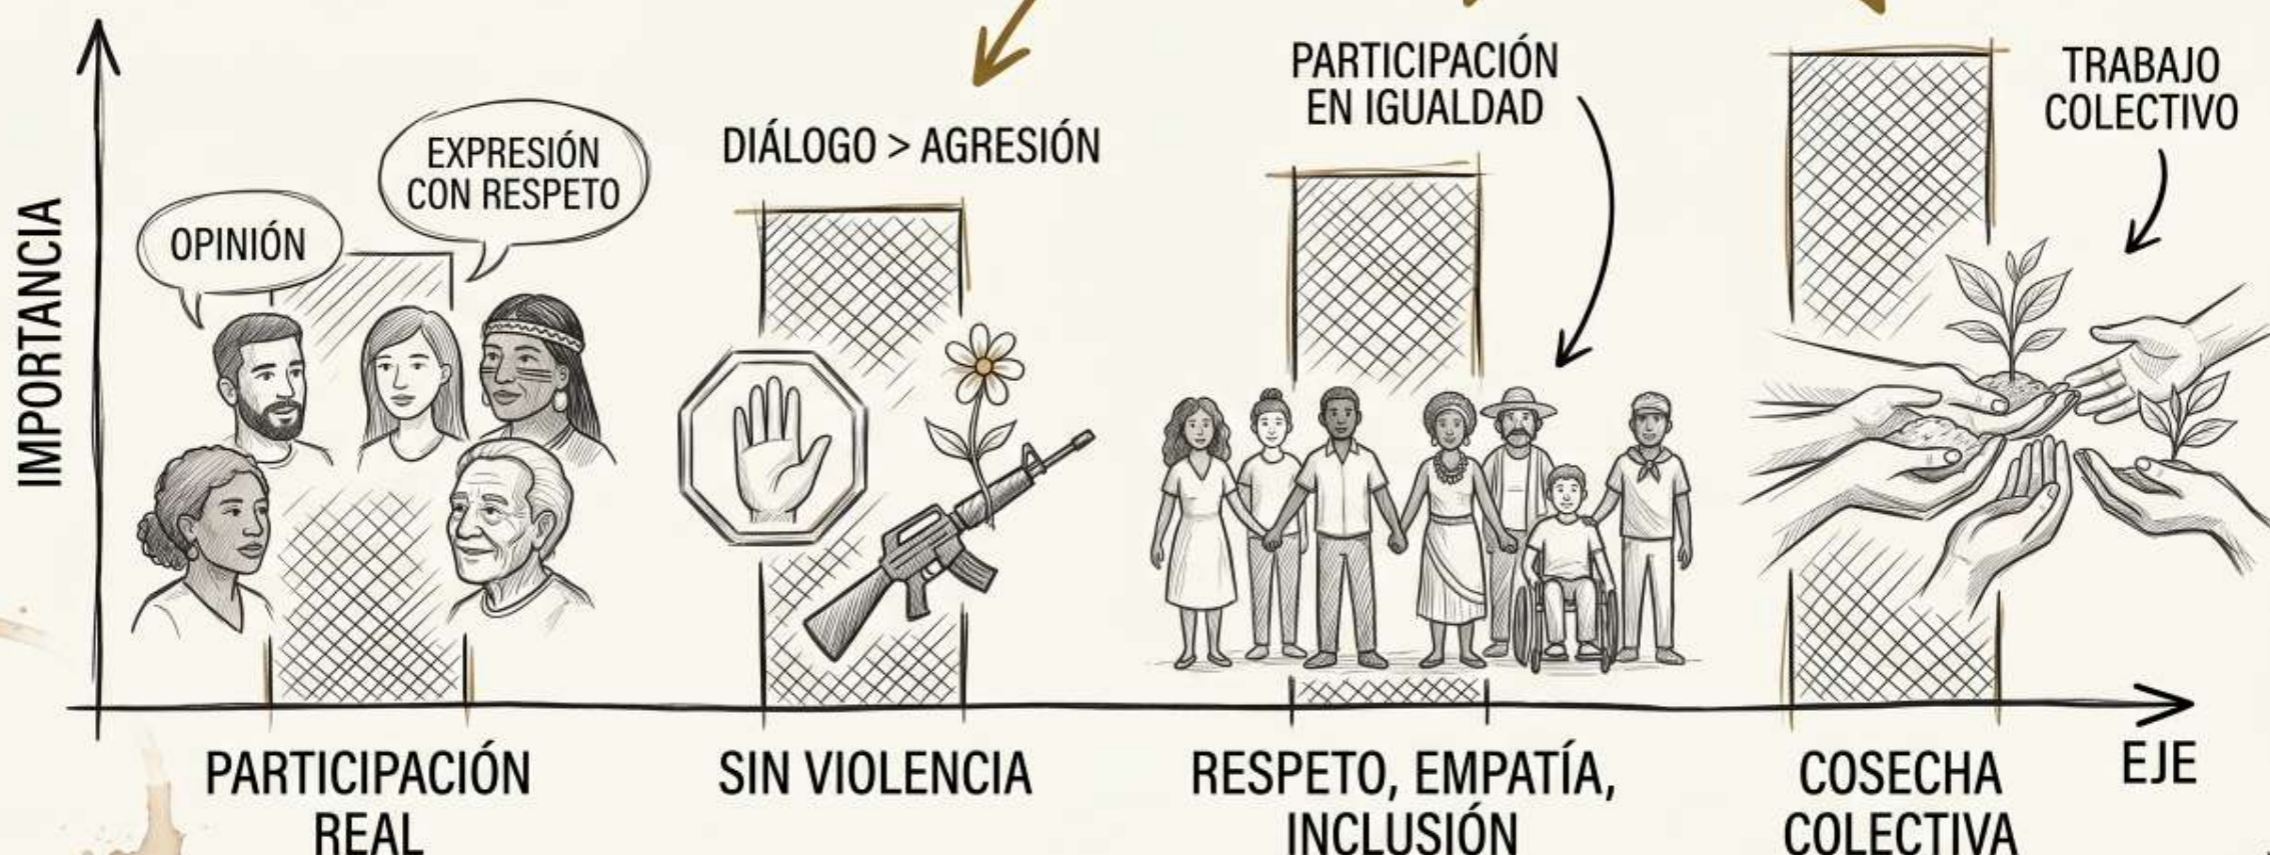 IMPORTANCIA
OPINIÓN
EXPRESIÓN
CON RESPETO
DIÁLOGO > AGRESIÓN
PARTICIPACIÓN
EN IGUALDAD
TRABAJO
COLECTIVO
PARTICIPACIÓN
REAL
SIN VIOLENCIA
RESPETO, EMPATÍA,
INCLUSIÓN
COSECHA
COLECTIVA
EJE